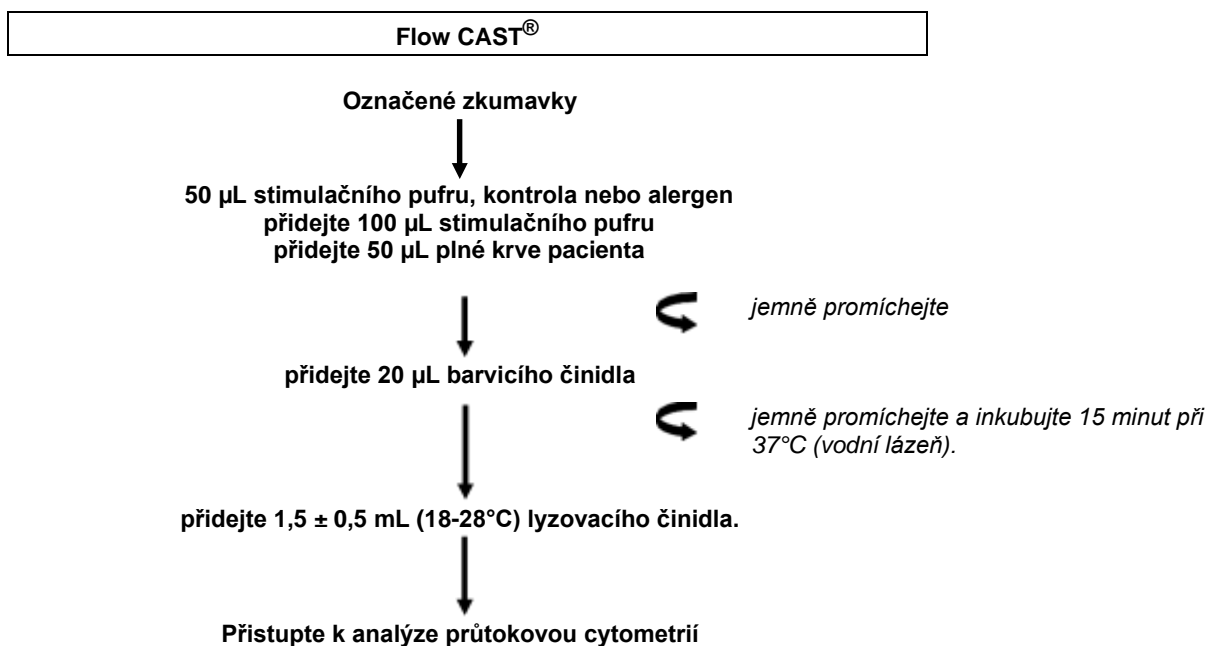 Flow CAST®
Označené zkumavky
50 µL stimulačního pufru, kontrola nebo alergen
přidejte 100 µL stimulačního pufru
přidejte 50 µL plné krve pacienta
jemně promíchejte
přidejte 20 µL barvicího činidla
jemně promíchejte a inkubujte 15 minut při
37°C (vodní lázeň).
přidejte 1,5 ± 0,5 mL (18-28°C) lyzovacího činidla.
Přistupte k analýze průtokovou cytometrií